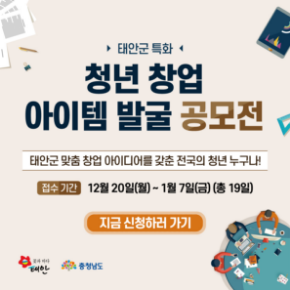 태안군 특화
청년 창업
아이템 발굴 공모전
태안군 맞춤 창업 아이디어를 갖춘 전국의 청년 누구나!
접수 기간 12월 20일(월) ~ 1월 7일(금) (총 19일)
지금 신청하러 가기
태안 충청남도